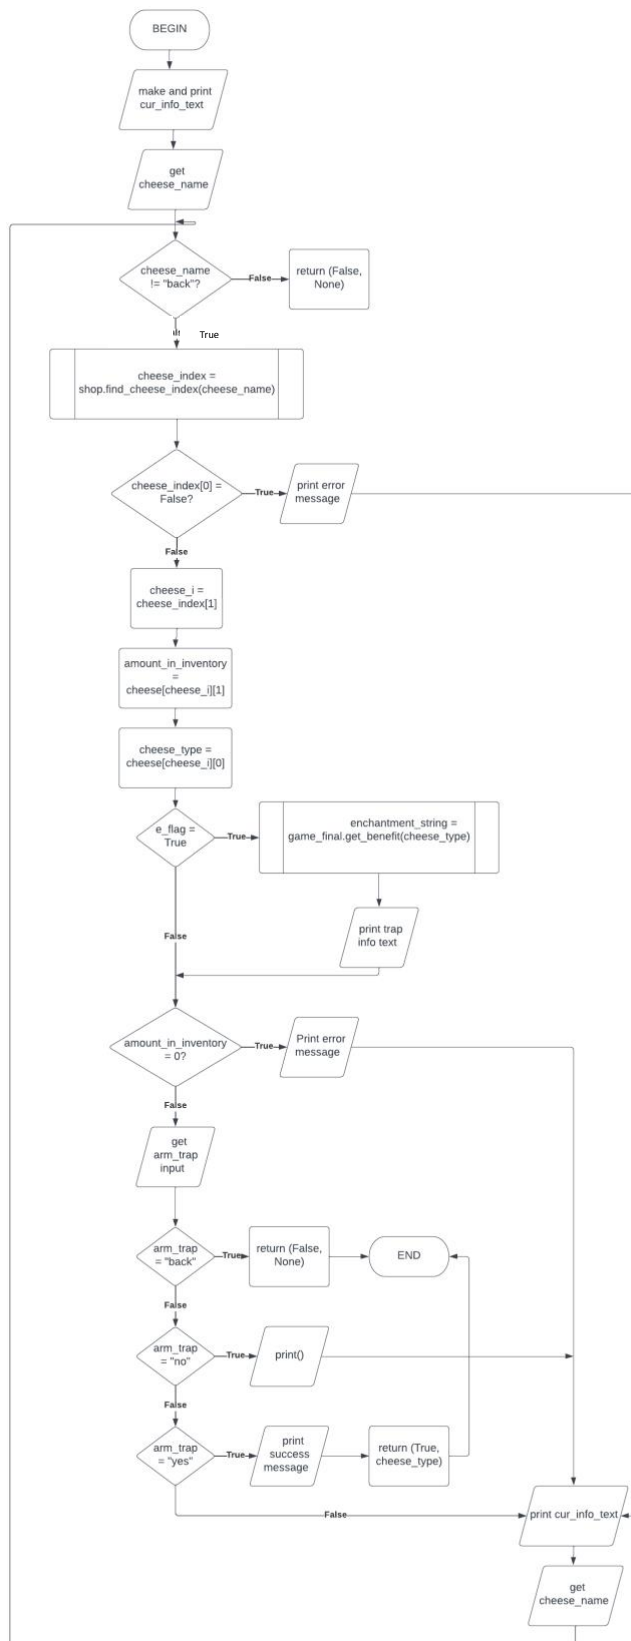 BEGIN
make and print
cur_info_text
get
cheese_name
cheese_name
!= "back"?
False
return (False,
None)
True
cheese_index =
shop.find_cheese_index(cheese_name)
cheese_index[0] =
False?
True
print error
message
False
cheese_i =
cheese_index[1]
amount_in_inventory
=
cheese[cheese_i][1]
cheese_type =
cheese[cheese_i][0]
e_flag =
True
True
enchantment_string =
game_final.get_benefit(cheese_type)
print trap
info text
False
amount_in_inventory
= 0?
True
Print error
message
False
get
arm_trap
input
arm_trap
= "back"
True
return (False,
None)
END
False
arm_trap
= "no"
True
print()
False
arm_trap
= "yes"
True
print
success
message
return (True,
cheese_type)
False
print cur_info_text
get
cheese_name